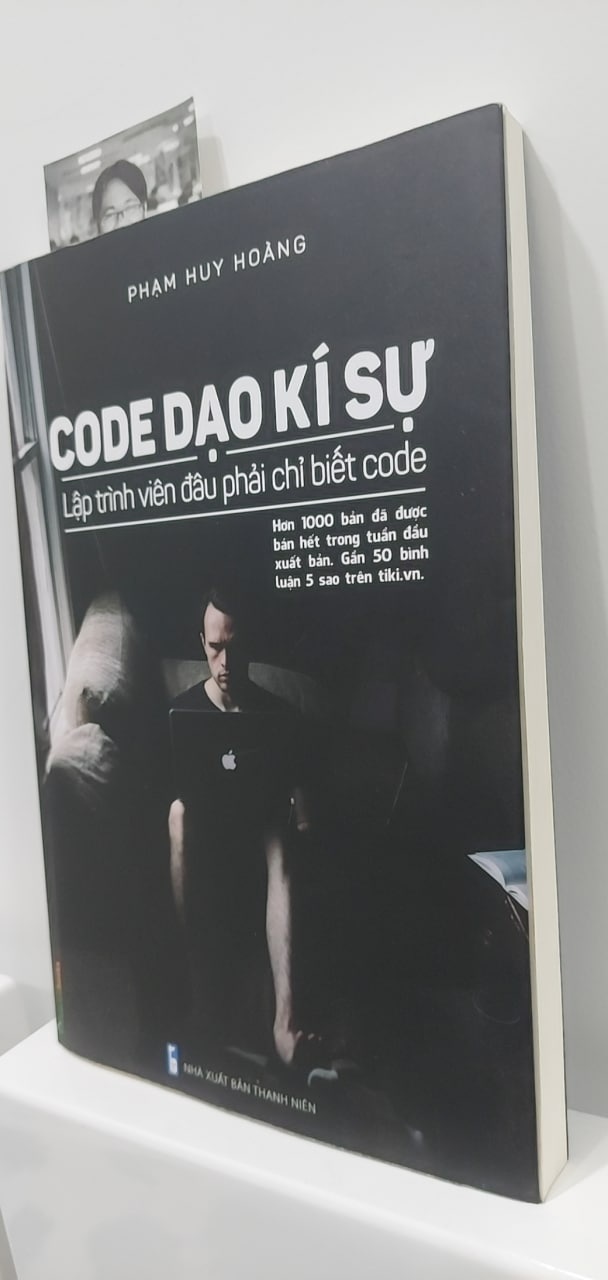 PHẠM HUY HOÀNG
CODE DẠO KÍ SỰ
Lập trình viên đâu phải chỉ biết code
Hơn 1000 bản đã được
bán hết trong tuần đầu
xuất bản. Gần 50 bình
luận 5 sao trên tiki.vn.
NHÀ XUẤT BẢN THANH NIÊN